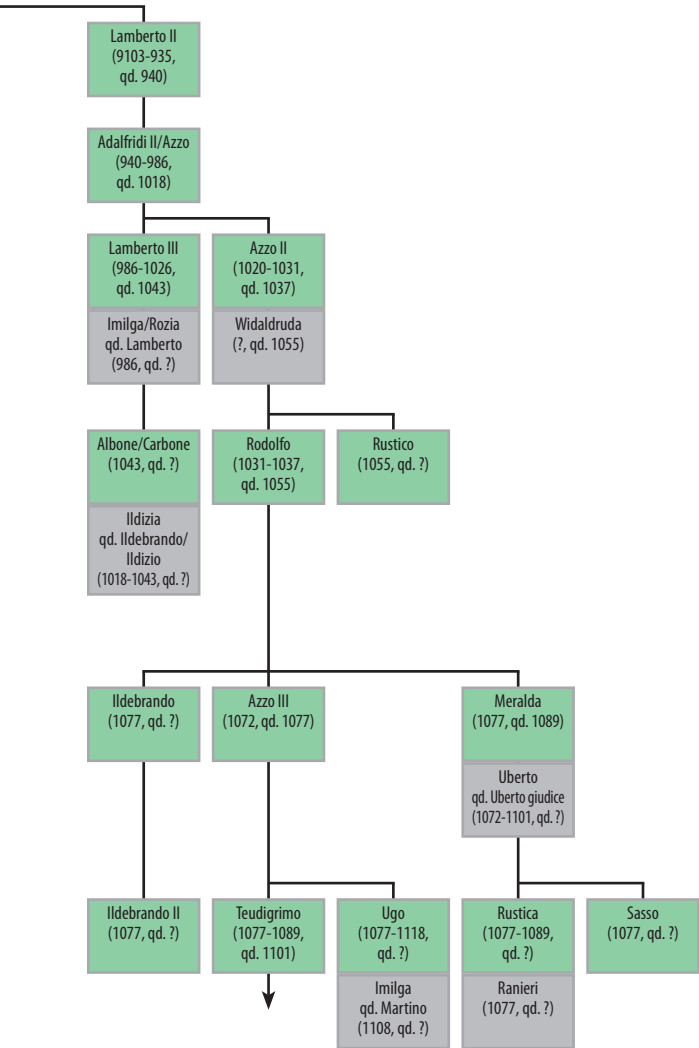 Lamberto II
(9103-935,
qd. 940)
Adalfridi II/Azzo
(940-986,
qd. 1018)
Lamberto III
(986-1026,
qd. 1043)
Imilga/Rozia
qd. Lamberto
(986, qd. ?)
Azzo II
(1020-1031,
qd. 1037)
Widaldruda
(?, qd. 1055)
Albone/Carbone
(1043, qd. ?)
Ildizia
qd. Ildebrando/
Ildizio
(1018-1043, qd. ?)
Rodolfo
(1031-1037,
qd. 1055)
Rustico
(1055, qd. ?)
Ildebrando
(1077, qd. ?)
Azzo III
(1072, qd. 1077)
Meralda
(1077, qd. 1089)
Uberto
qd. Uberto giudice
(1072-1101, qd. ?)
Ildebrando II
(1077, qd. ?)
Teudigrimo
(1077-1089,
qd. 1101)
Ugo
(1077-1118,
qd. ?)
Imilga
qd. Martino
(1108, qd. ?)
Rustica
(1077-1089,
qd. ?)
Ranieri
(1077, qd. ?)
Sasso
(1077, qd. ?)